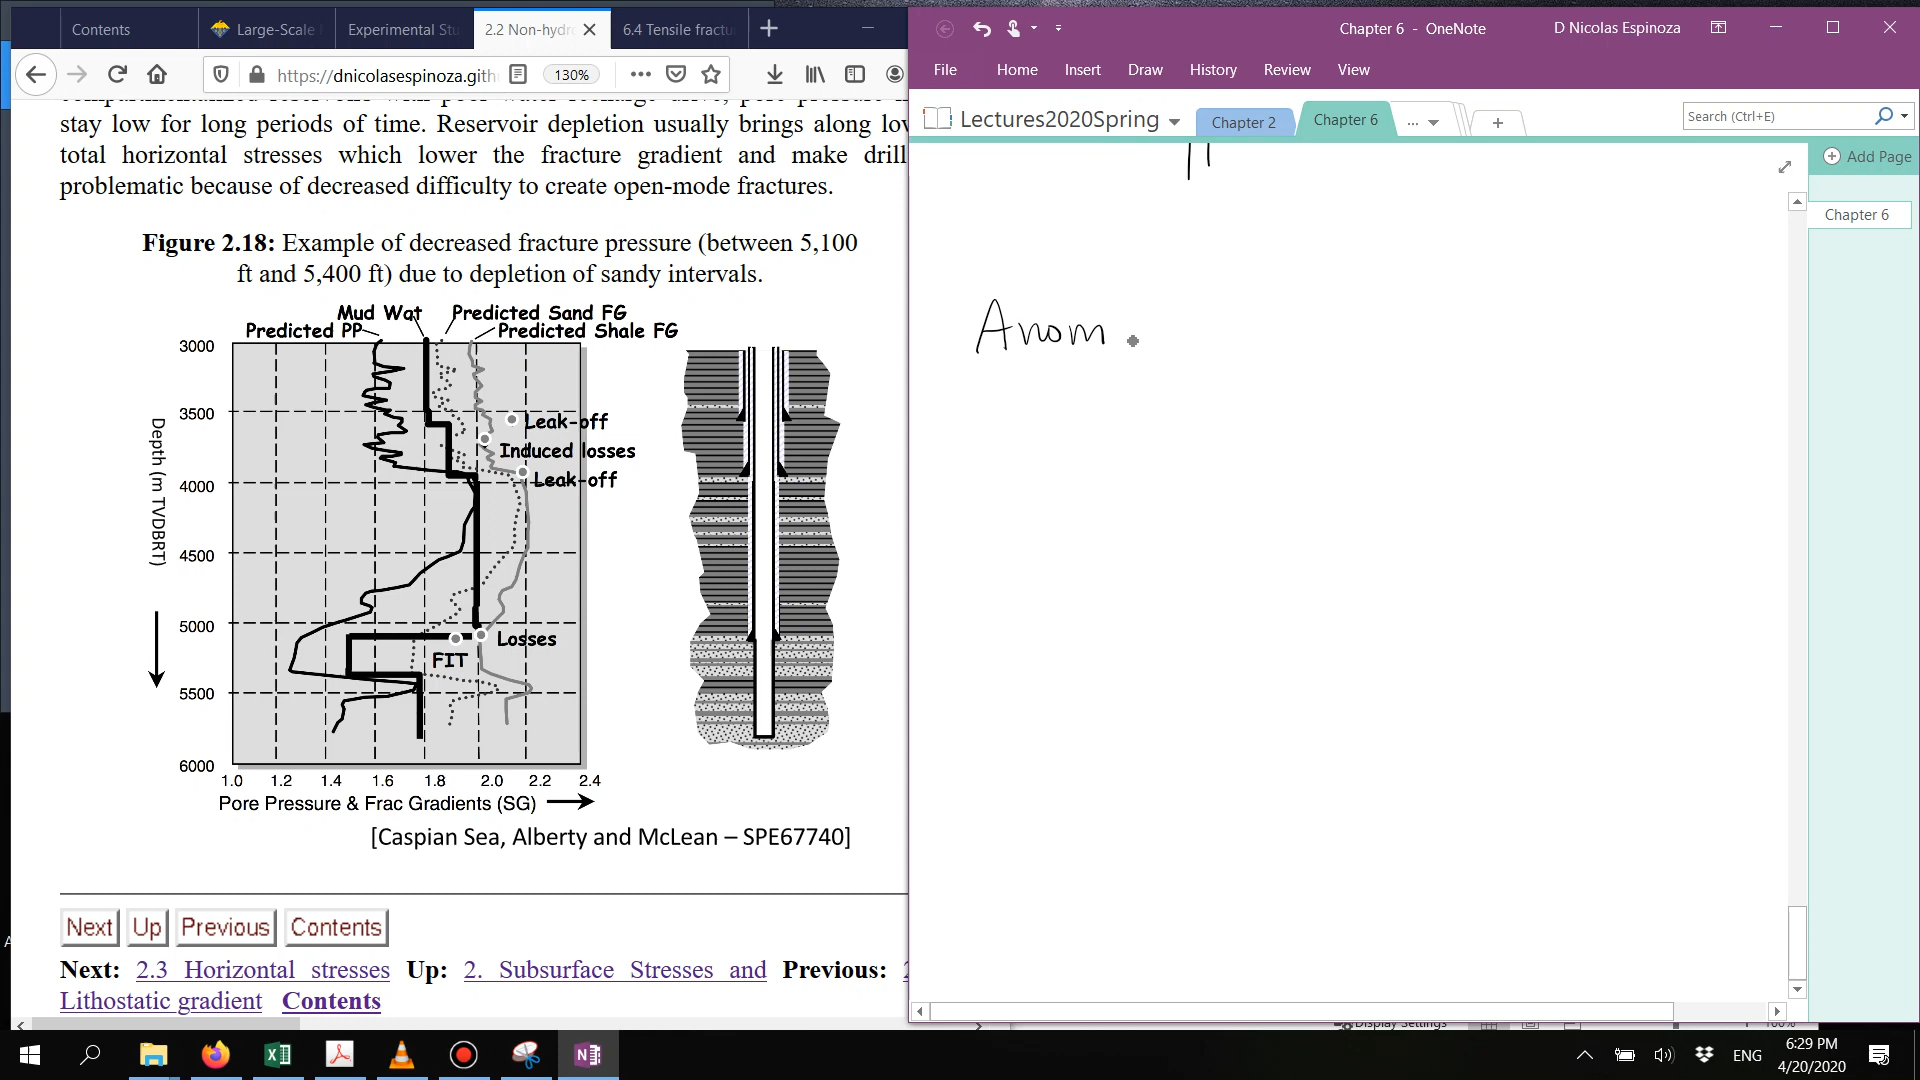 Contents
Large-Scale
Experimental Stu
2.2 Non-hydro
6.4 Tensile fractu
Chapter 6 - OneNote
D Nicolas Espinoza
https://dnicolasespinoza.gith
130%
File Home Insert Draw History Review View
Lectures2020Spring
Chapter 2
Chapter 6
...
Search (Ctrl+E)
Add Page
Chapter 6
stay low for long periods of time. Reservoir depletion usually brings along low
total horizontal stresses which lower the fracture gradient and make drill
problematic because of decreased difficulty to create open-mode fractures.
Figure 2.18: Example of decreased fracture pressure (between 5,100
ft and 5,400 ft) due to depletion of sandy intervals.
Mud Wat
Predicted Sand FG
Predicted PP
Predicted Shale FG
3000
3500
4000
4500
5000
5500
6000
Depth (m TVDBRT)
Leak-off
Induced losses
Leak-off
Losses
FIT
1.0 1.2 1.4 1.6 1.8 2.0 2.2 2.4
Pore Pressure & Frac Gradients (SG)
[Caspian Sea, Alberty and McLean – SPE67740]
Next Up Previous Contents
Next: 2.3 Horizontal stresses Up: 2. Subsurface Stresses and Previous: 2
Lithostatic gradient Contents
Anom
Display Settings
100%
ENG
6:29 PM
4/20/2020